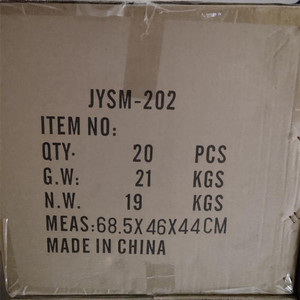 JYSM-202
ITEM NO:
QTY. 20 PCS
G.W: 21 KGS
N.W. 19 KGS
MEAS:68.5X46X44CM
MADE IN CHINA